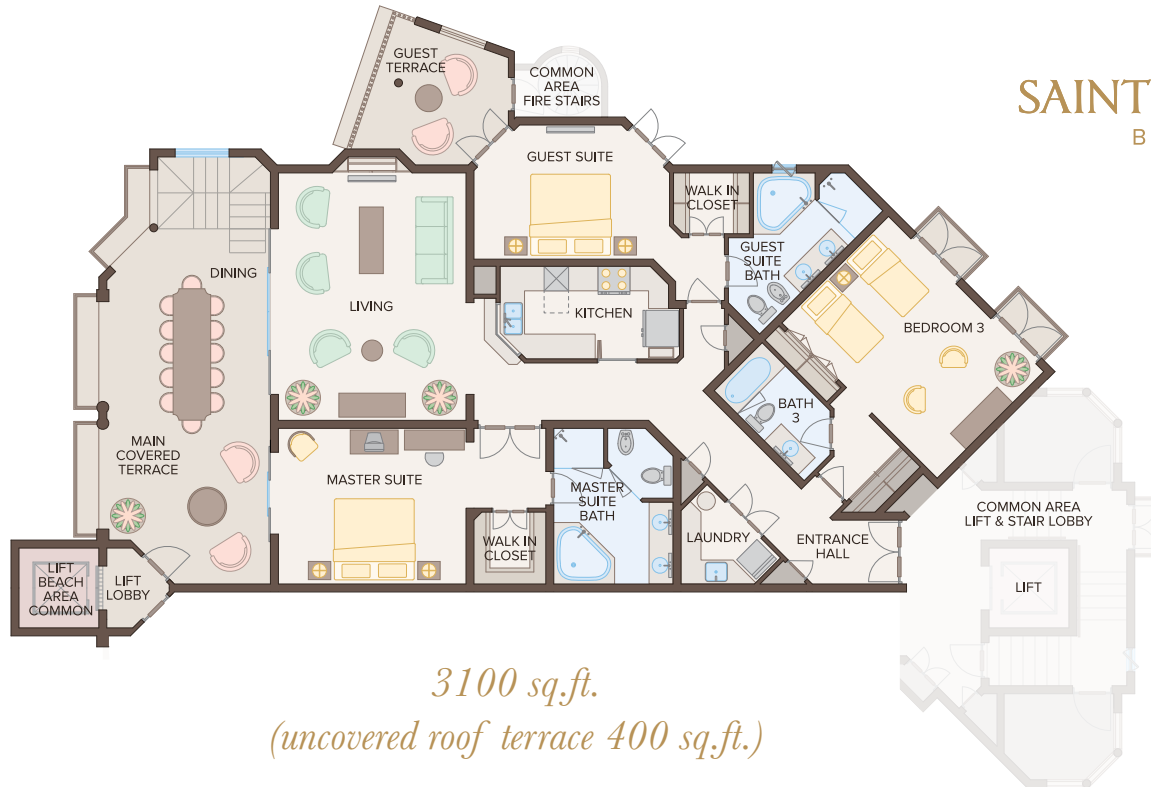 SAINT
B
GUEST
TERRACE
COMMON
AREA
FIRE STAIRS
GUEST SUITE
WALK IN
CLOSET
GUEST
SUITE
BATH
DINING
LIVING
KITCHEN
BEDROOM 3
BATH
3
MAIN
COVERED
TERRACE
MASTER SUITE
MASTER
SUITE
BATH
WALK IN
CLOSET
LAUNDRY
ENTRANCE
HALL
COMMON AREA
LIFT & STAIR LOBBY
LIFT
LIFT
BEACH
AREA
COMMON
LIFT
LOBBY
3100 sq.ft.
(uncovered roof terrace 400 sq.ft.)